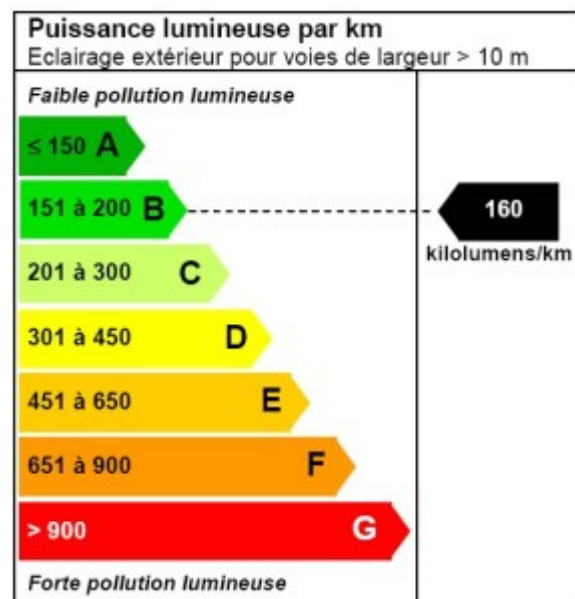 Puissance lumineuse par km
Eclairage extérieur pour voies de largeur > 10 m
Faible pollution lumineuse
≤ 150 A
151 à 200 B
160
kilolumens/km
201 à 300 C
301 à 450 D
451 à 650 E
651 à 900 F
> 900 G
Forte pollution lumineuse